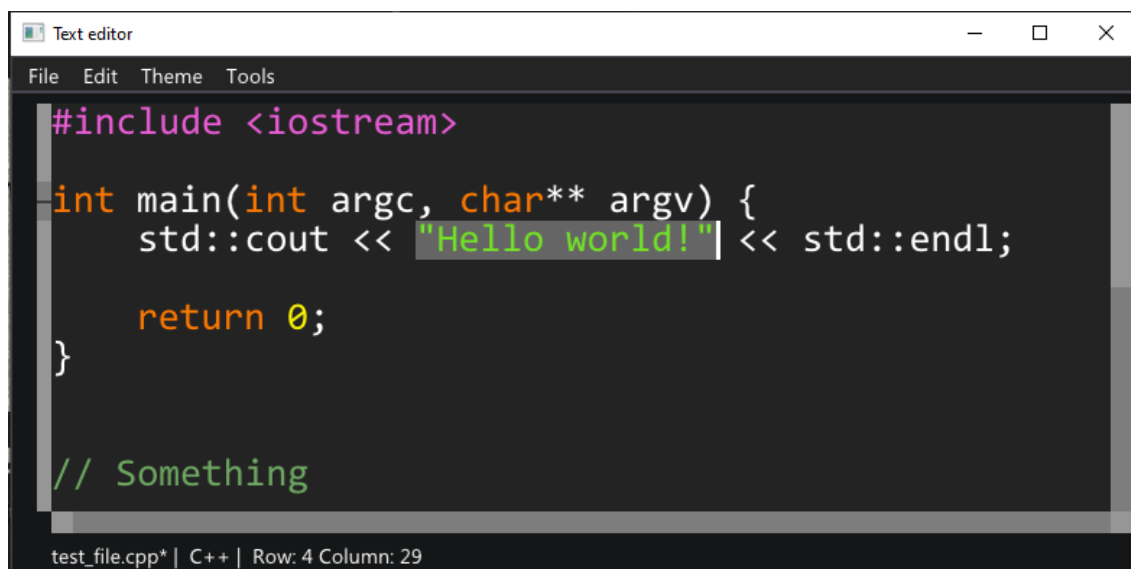 Text editor
File Edit Theme Tools
#include <iostream>
int main(int argc, char** argv) {
    std::cout << "Hello world!" << std::endl;
    return 0;
}
// Something
test_file.cpp* | C++ | Row: 4 Column: 29